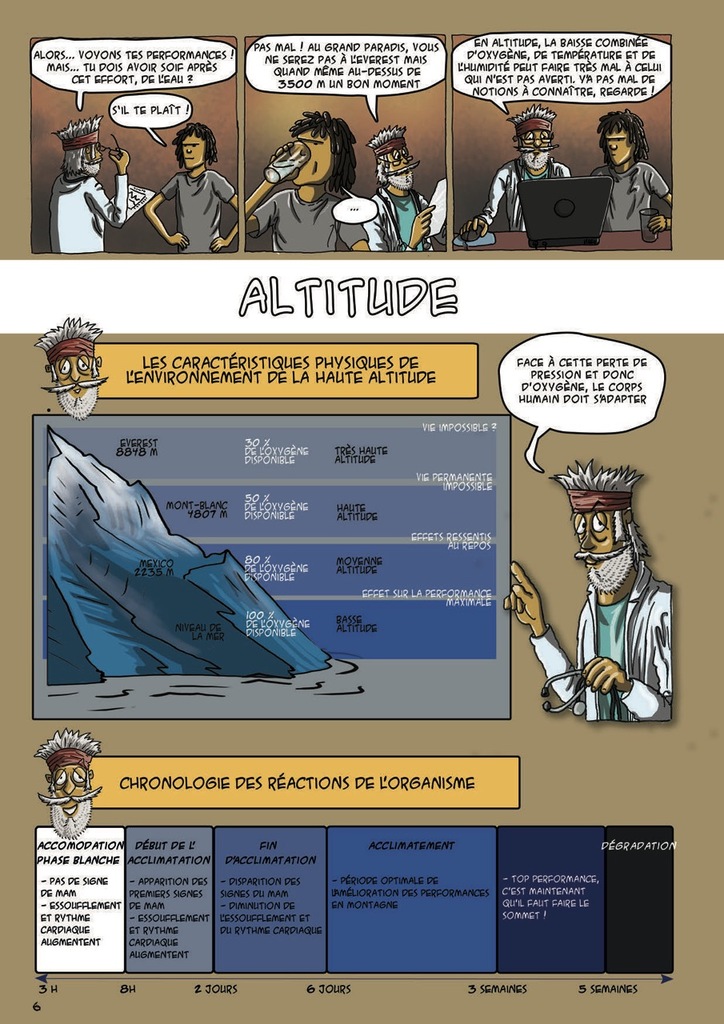 ALORS... VOYONS TES PERFORMANCES !
MAIS... TU DOIS AVOIR SOIF APRÈS
CET EFFORT, DE L'EAU ?
S'IL TE PLAÎT !
PAS MAL ! AU GRAND PARADIS, VOUS
NE SEREZ PAS À L'EVEREST MAIS
QUAND MÊME AU-DESSUS DE
3500 M UN BON MOMENT
...
EN ALTITUDE, LA BAISSE COMBINÉE
D'OXYGÈNE, DE TEMPÉRATURE ET DE
L'HUMIDITÉ PEUT FAIRE TRÈS MAL À CELUI
QUI N'EST PAS AVERTI. Y'A PAS MAL DE
NOTIONS À CONNAÎTRE, REGARDE !
ALTITUDE
LES CARACTÉRISTIQUES PHYSIQUES DE
L'ENVIRONNEMENT DE LA HAUTE ALTITUDE
FACE À CETTE PERTE DE
PRESSION ET DONC
D'OXYGÈNE, LE CORPS
HUMAIN DOIT S'ADAPTER
VIE IMPOSSIBLE ?
EVEREST
8848 M
30 %
DE L'OXYGÈNE
DISPONIBLE
TRÈS HAUTE
ALTITUDE
VIE PERMANENTE
IMPOSSIBLE
MONT-BLANC
4807 M
50 %
DE L'OXYGÈNE
DISPONIBLE
HAUTE
ALTITUDE
EFFETS RESSENTIS
AU REPOS
MEXICO
2235 M
80 %
DE L'OXYGÈNE
DISPONIBLE
MOYENNE
ALTITUDE
EFFET SUR LA PERFORMANCE
MAXIMALE
NIVEAU DE
LA MER
100 %
DE L'OXYGÈNE
DISPONIBLE
BASSE
ALTITUDE
CHRONOLOGIE DES RÉACTIONS DE L'ORGANISME
ACCOMODATION
PHASE BLANCHE
- PAS DE SIGNE
DE MAM
- ESSOUFFLEMENT
ET RYTHME
CARDIAQUE
AUGMENTENT
DÉBUT DE L'
ACCLIMATATION
- APPARITION DES
PREMIERS SIGNES
DE MAM
- ESSOUFFLEMENT
ET RYTHME
CARDIAQUE
AUGMENTENT
FIN
D'ACCLIMATATION
- DISPARITION DES
SIGNES DU MAM
- DIMINUTION DE
L'ESSOUFFLEMENT ET
DU RYTHME CARDIAQUE
ACCLIMATEMENT
- PÉRIODE OPTIMALE DE
L'AMÉLIORATION DES PERFORMANCES
EN MONTAGNE
- TOP PERFORMANCE,
C'EST MAINTENANT
QU'IL FAUT FAIRE LE
SOMMET !
DÉGRADATION
3 H
8H
2 JOURS
6 JOURS
3 SEMAINES
5 SEMAINES
6